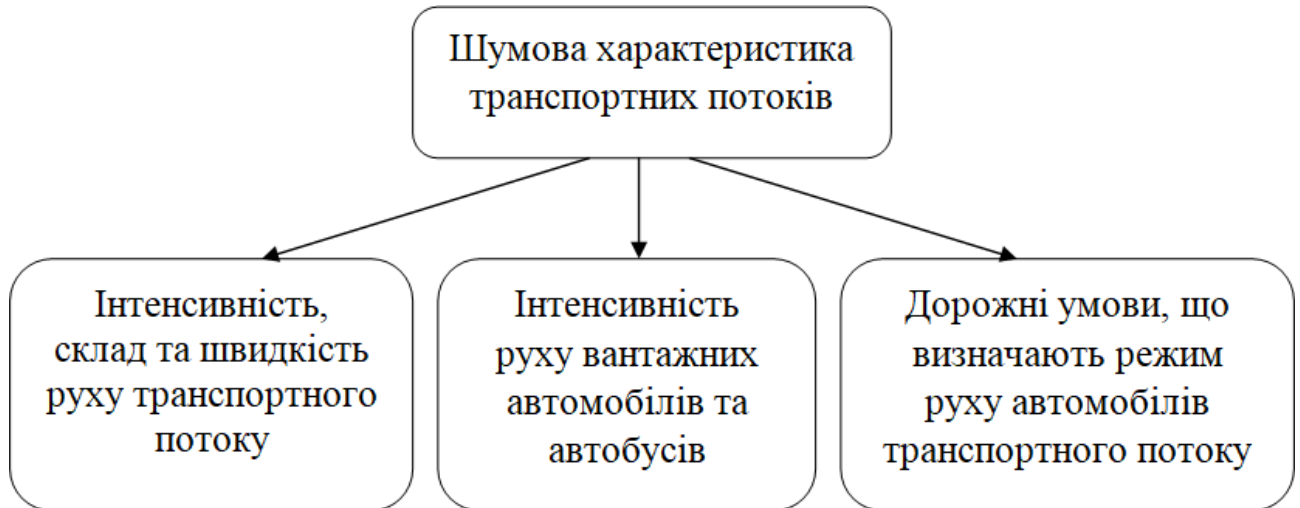 Шумова характеристика
транспортних потоків
Інтенсивність,
склад та швидкість
руху транспортного
потоку
Інтенсивність
руху вантажних
автомобілів та
автобусів
Дорожні умови, що
визначають режим
руху автомобілів
транспортного потоку